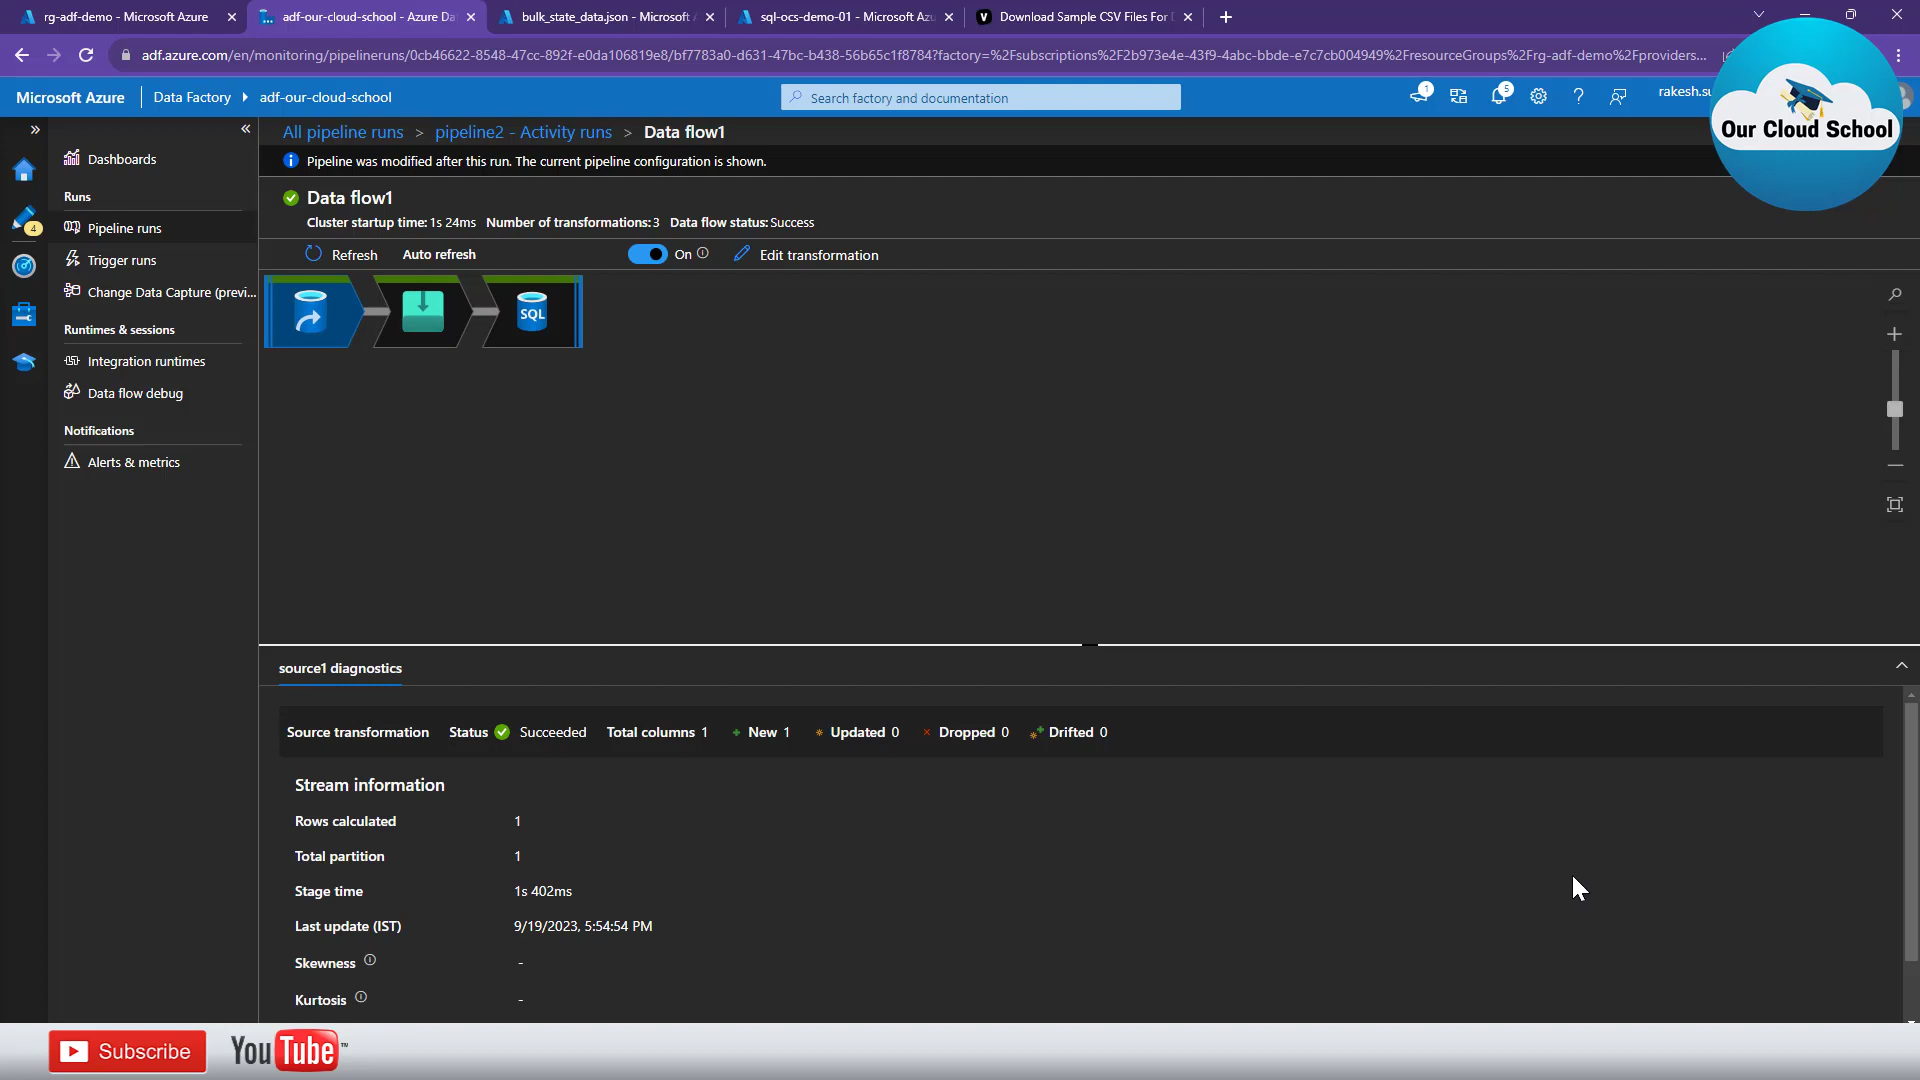 rg-adf-demo - Microsoft Azure
adf-our-cloud-school - Azure Da
bulk_state_data.json - Microsoft
sql-ocs-demo-01 - Microsoft Azu
Download Sample CSV Files For
adf.azure.com/en/monitoring/pipelineruns/0cb46622-8548-47cc-892f-e0da106819e8/bf7783a0-d631-47bc-b438-56b65c1f8784?factory=%2Fsubscriptions%2F2b973e4e-43f9-4abc-bbde-e7c7cb004949%2FresourceGroups%2Frg-adf-demo%2Fproviders...
Microsoft Azure
Data Factory
adf-our-cloud-school
Search factory and documentation
1
5
rakesh.su
Our Cloud School
Dashboards
Runs
Pipeline runs
4
Trigger runs
Change Data Capture (previ...
Runtimes & sessions
Integration runtimes
Data flow debug
Notifications
Alerts & metrics
All pipeline runs > pipeline2 - Activity runs > Data flow1
Pipeline was modified after this run. The current pipeline configuration is shown.
Data flow1
Cluster startup time: 1s 24ms Number of transformations: 3 Data flow status: Success
Refresh Auto refresh On Edit transformation
SQL
source1 diagnostics
Source transformation Status Succeeded Total columns 1 New 1 Updated 0 Dropped 0 Drifted 0
Stream information
Rows calculated 1
Total partition 1
Stage time 1s 402ms
Last update (IST) 9/19/2023, 5:54:54 PM
Skewness -
Kurtosis -
Subscribe
YouTube™